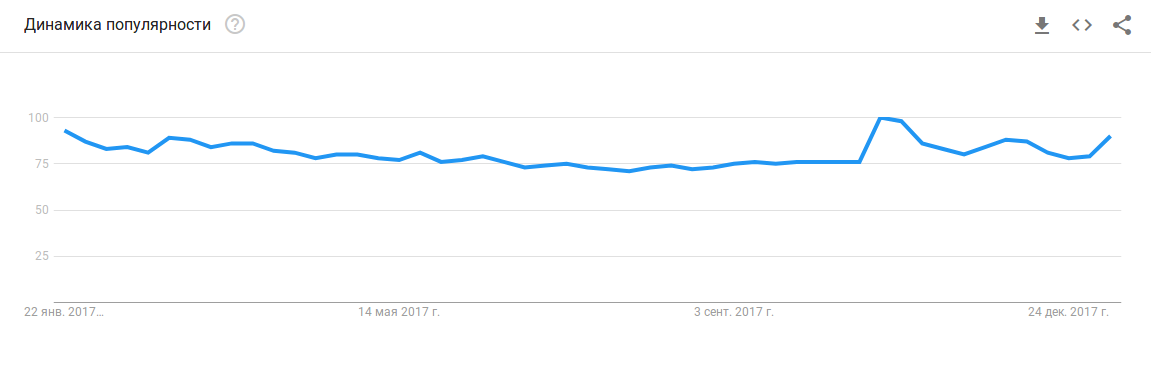 Динамика популярности ?
100
75
50
25
22 янв. 2017…
14 мая 2017 г.
3 сент. 2017 г.
24 дек. 2017 г.